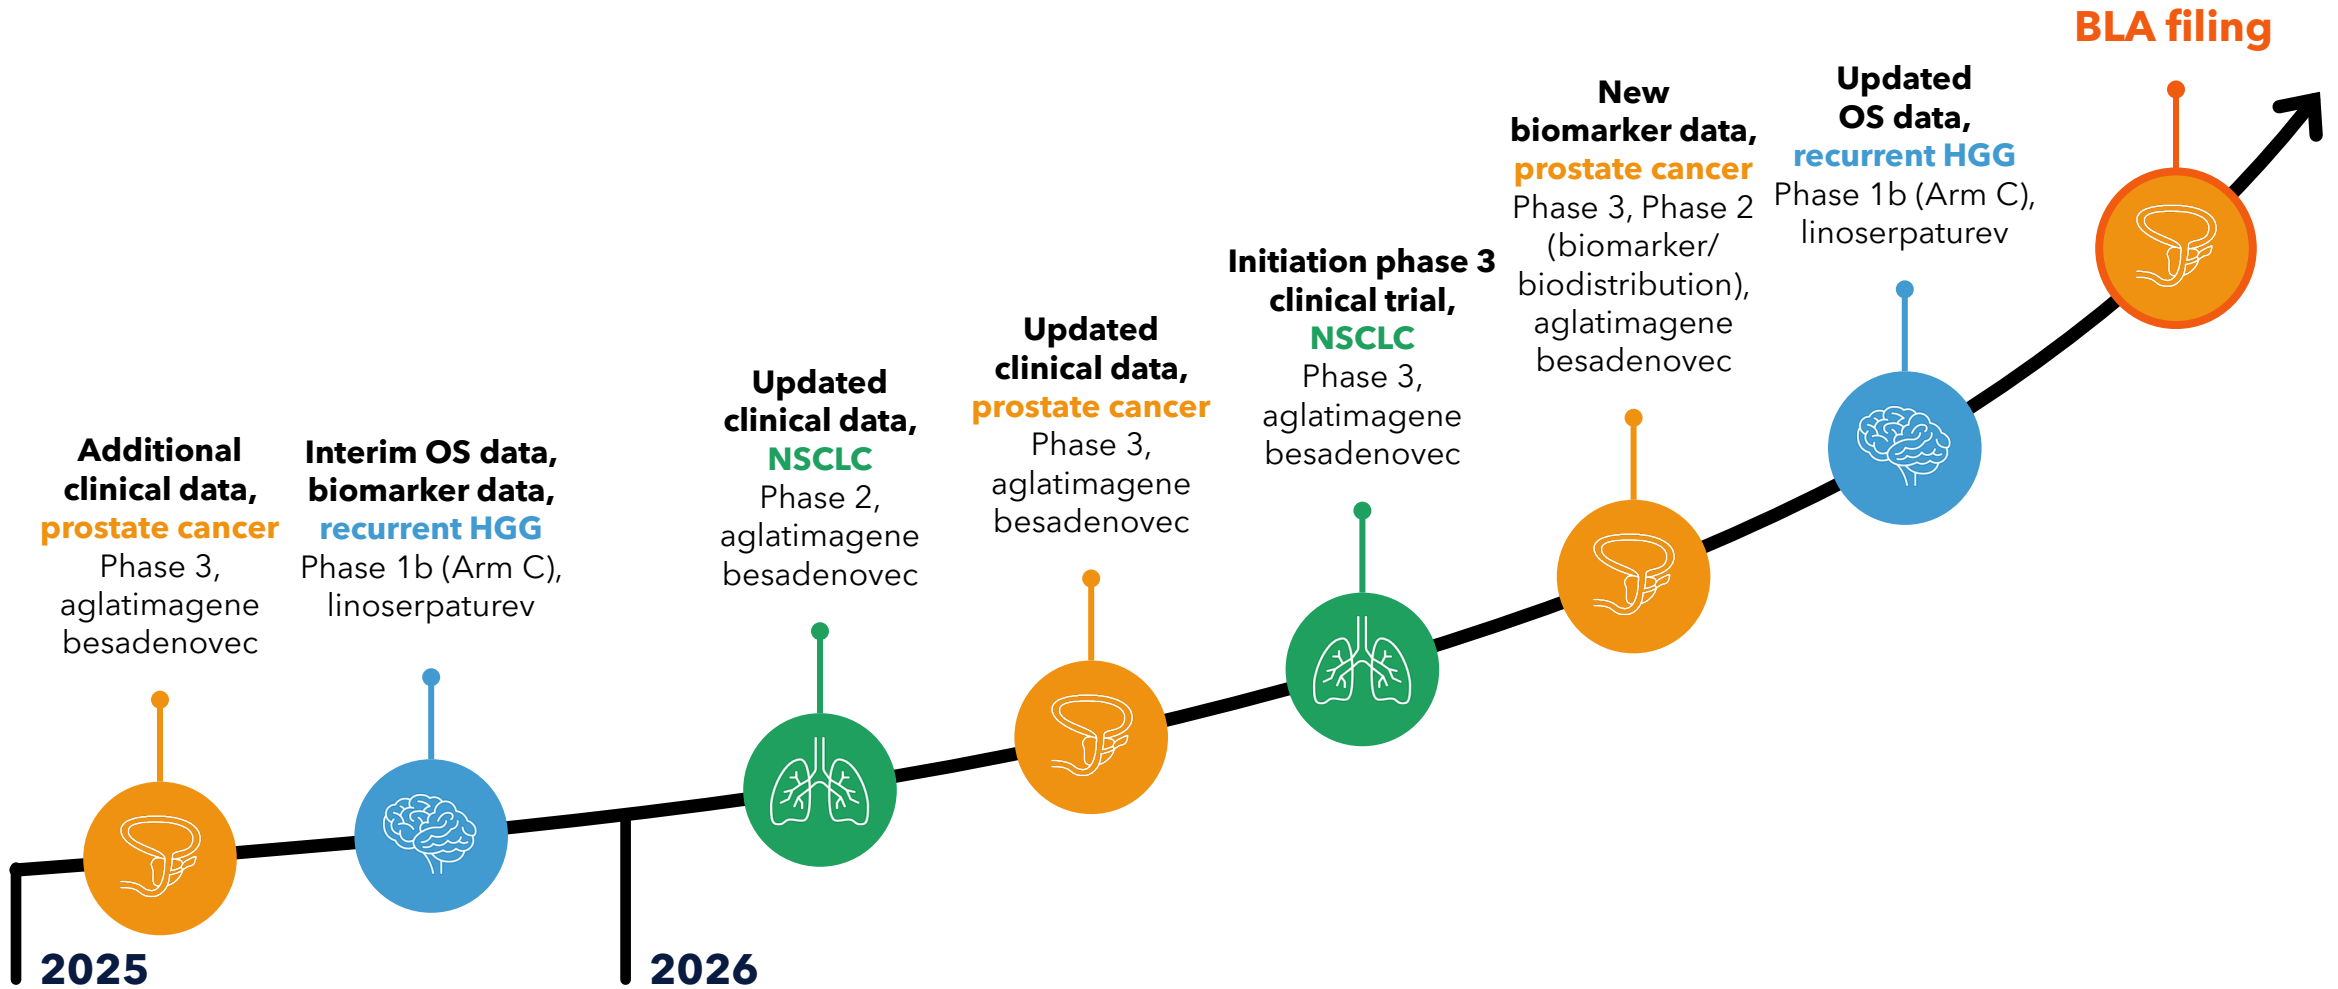 Additional
clinical data,
prostate cancer
Phase 3,
aglatimagene
besadenovec
Interim OS data,
biomarker data,
recurrent HGG
Phase 1b (Arm C),
linoserpaturev
Updated
clinical data,
NSCLC
Phase 2,
aglatimagene
besadenovec
Updated
clinical data,
prostate cancer
Phase 3,
aglatimagene
besadenovec
Initiation phase 3
clinical trial,
NSCLC
Phase 3,
aglatimagene
besadenovec
New
biomarker data,
prostate cancer
Phase 3, Phase 2
(biomarker/
biodistribution),
aglatimagene
besadenovec
Updated
OS data,
recurrent HGG
Phase 1b (Arm C),
linoserpaturev
BLA filing
2025
2026